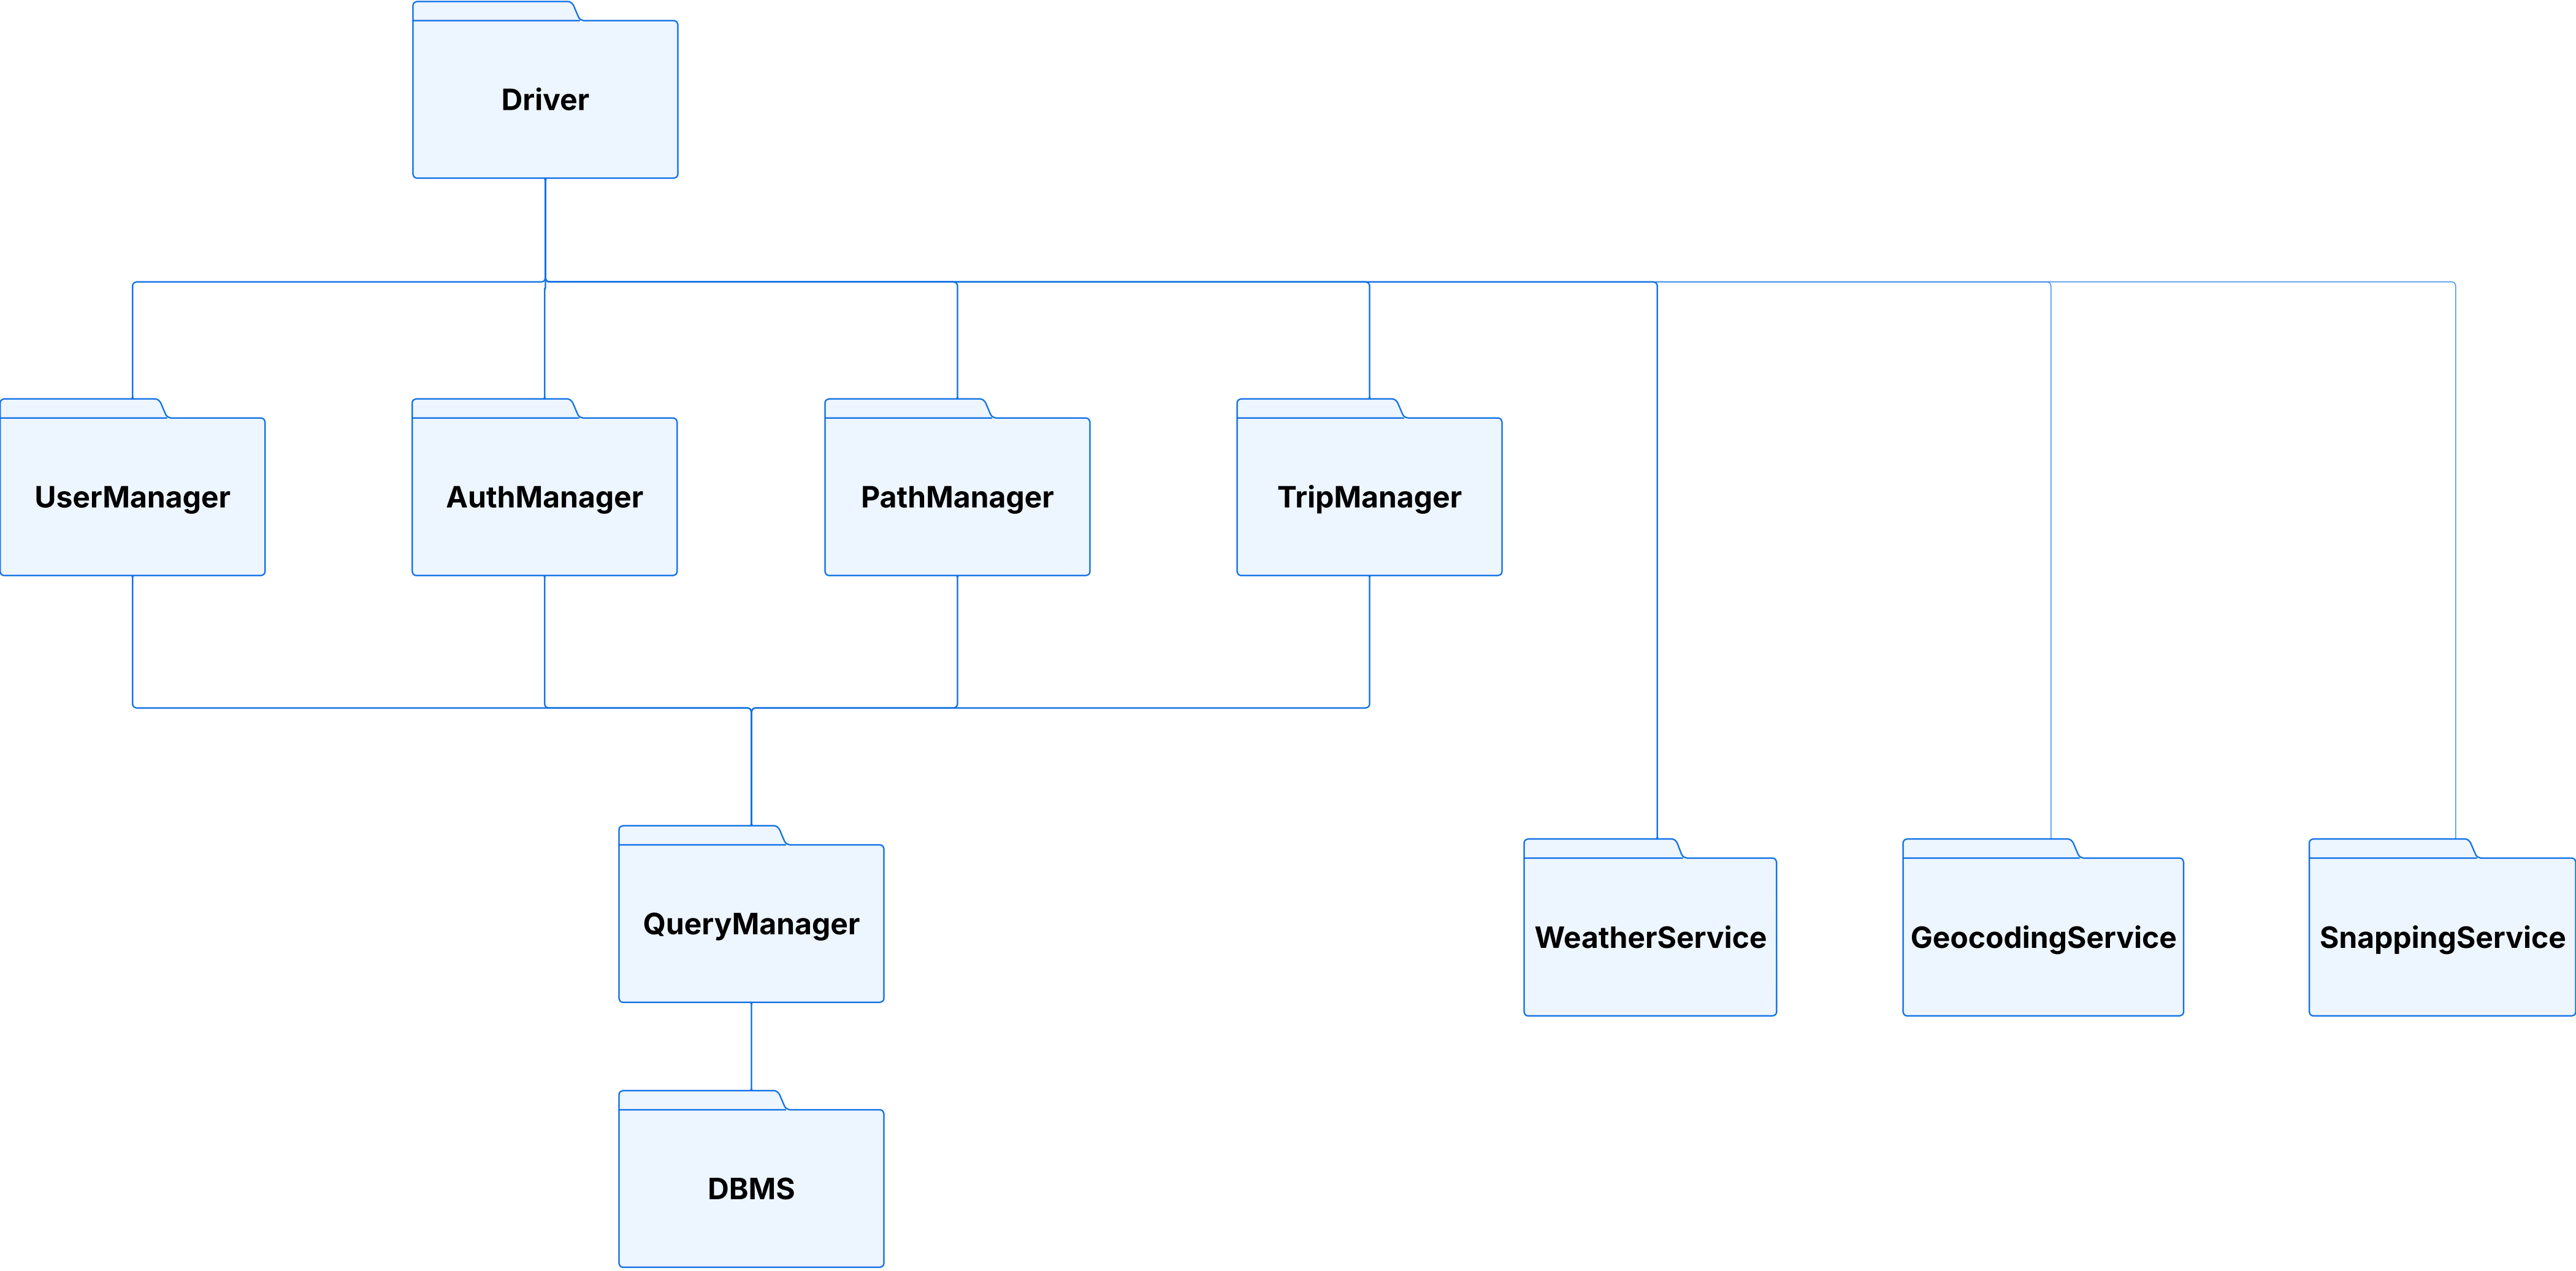 Driver
UserManager
AuthManager
PathManager
TripManager
QueryManager
WeatherService
GeocodingService
SnappingService
DBMS